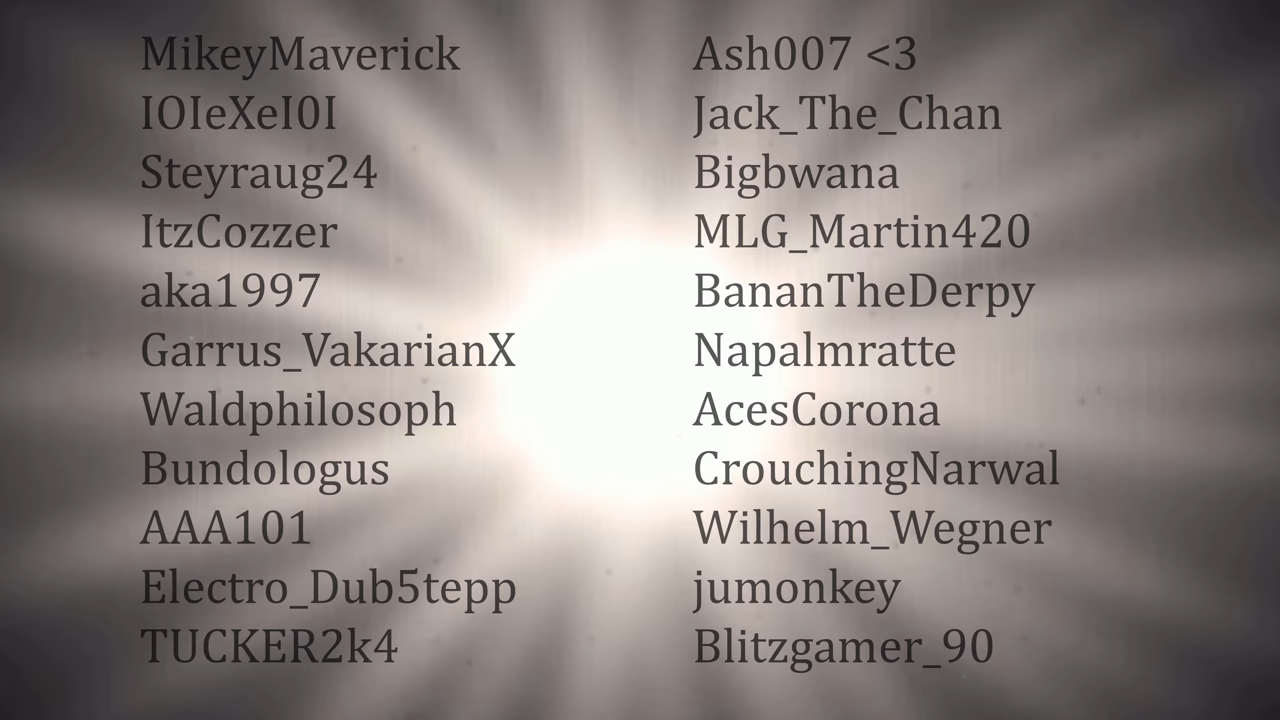 MikeyMaverick
IOIeXeI0I
Steyraug24
ItzCozzer
aka1997
Garrus_VakarianX
Waldphilosoph
Bundologus
AAA101
Electro_Dub5tepp
TUCKER2k4
Ash007 <3
Jack_The_Chan
Bigbwana
MLG_Martin420
BananTheDerpy
Napalmratte
AcesCorona
CrouchingNarwal
Wilhelm_Wegner
jumonkey
Blitzgamer_90